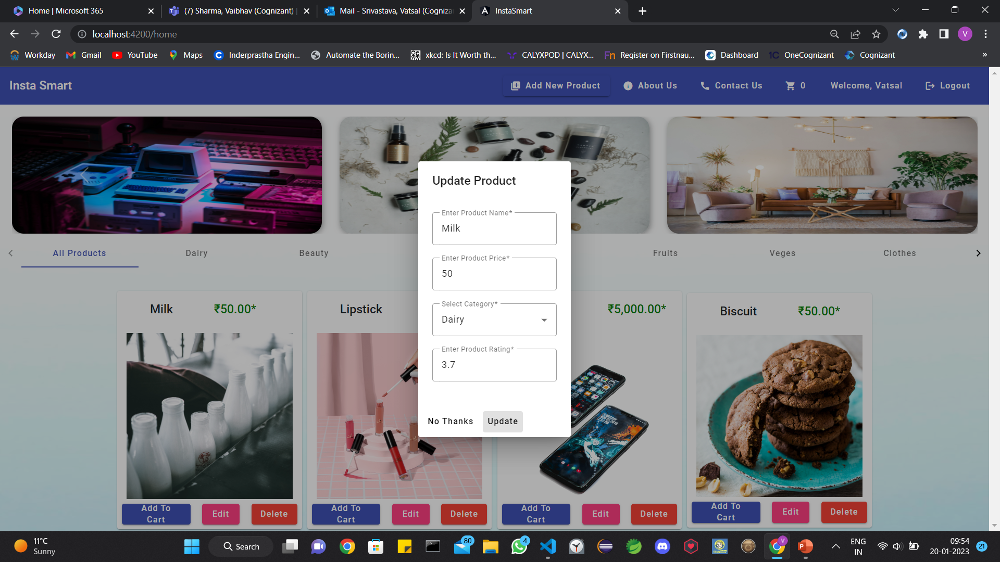 Home | Microsoft 365
(7) Sharma, Vaibhav (Cognizant) |
Mail - Srivastava, Vatsal (Cogniza
InstaSmart
localhost:4200/home
V
Workday
Gmail
YouTube
Maps
Inderprastha Engin...
Automate the Borin...
xkcd: Is It Worth th...
CALYXPOD | CALYX...
Fn Register on Firstnau...
Dashboard
1C OneCognizant
Cognizant
»
Insta Smart
Add New Product
About Us
Contact Us
0
Welcome, Vatsal
Logout
Update Product
Enter Product Name*
Milk
Enter Product Price*
50
Select Category*
Dairy
Enter Product Rating*
3.7
No Thanks
Update
All Products
Dairy
Beauty
Fruits
Veges
Clothes
Milk
₹50.00*
Lipstick
₹5,000.00*
Biscuit
₹50.00*
Add To
Cart
Edit
Delete
Add To
Cart
Edit
Delete
Add To
Cart
Edit
Delete
Add To
Cart
Edit
Delete
11°C
Sunny
Search
80
4
V
ENG
IN
09:54
20-01-2023
21